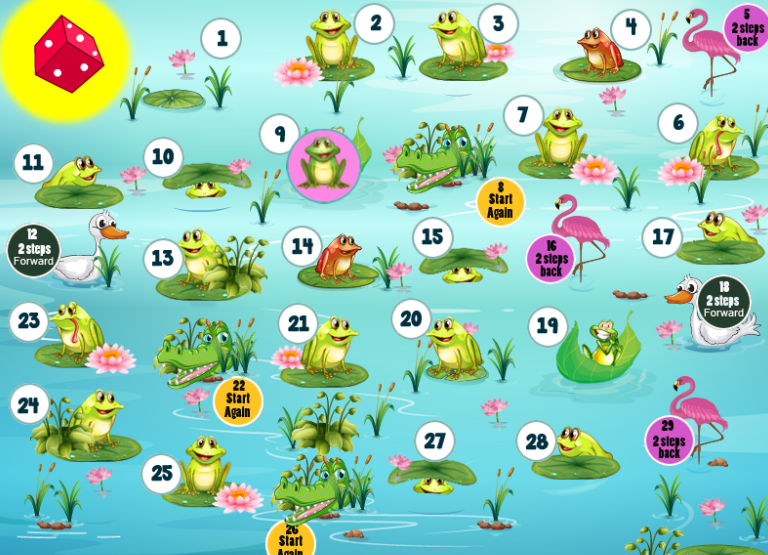 1
2
3
4
5
2 steps
back
6
7
8
Start
Again
9
10
11
12
2 steps
Forward
13
14
15
16
2 steps
back
17
18
2 steps
Forward
19
20
21
22
Start
Again
23
24
25
26
Start
Again
27
28
29
2 steps
back